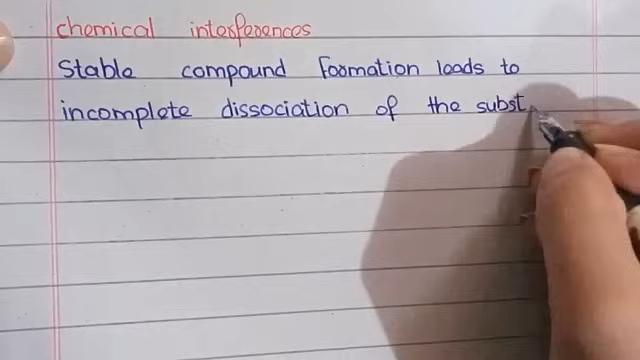 chemical interferences
Stable compound formation leads to
incomplete dissociation of the subst